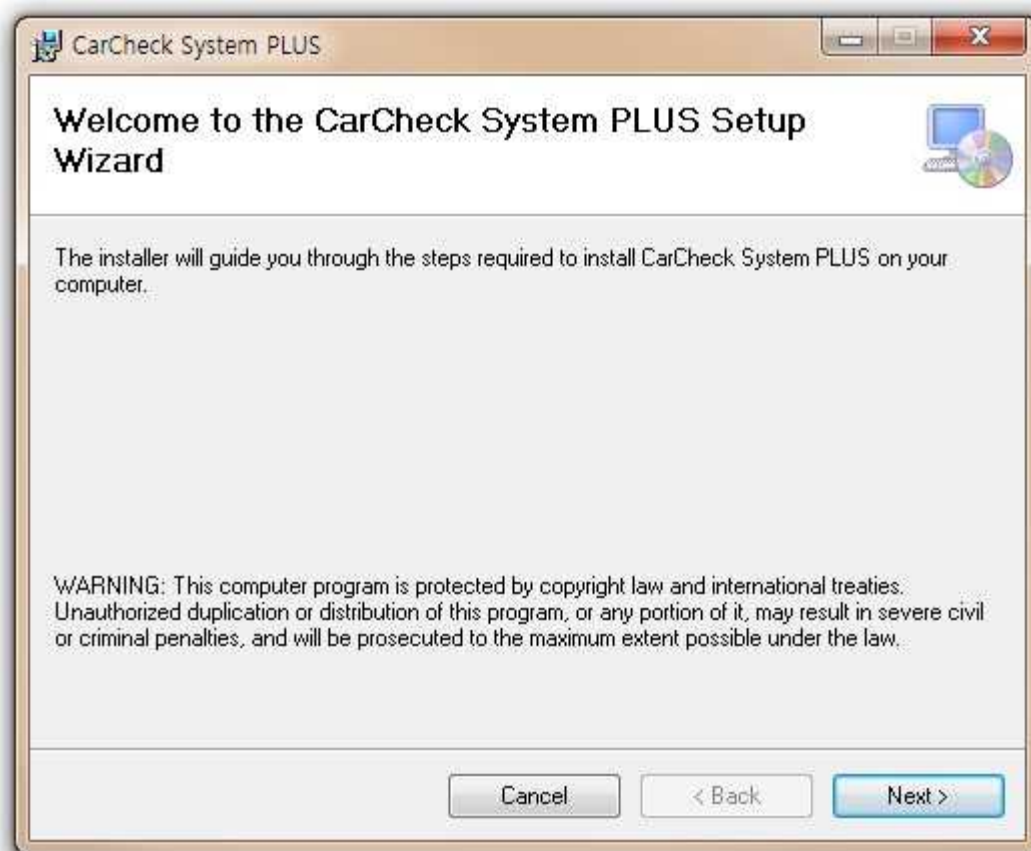 CarCheck System PLUS
Welcome to the CarCheck System PLUS Setup
Wizard
The installer will guide you through the steps required to install CarCheck System PLUS on your
computer.
WARNING: This computer program is protected by copyright law and international treaties.
Unauthorized duplication or distribution of this program, or any portion of it, may result in severe civil
or criminal penalties, and will be prosecuted to the maximum extent possible under the law.
Cancel
< Back
Next >